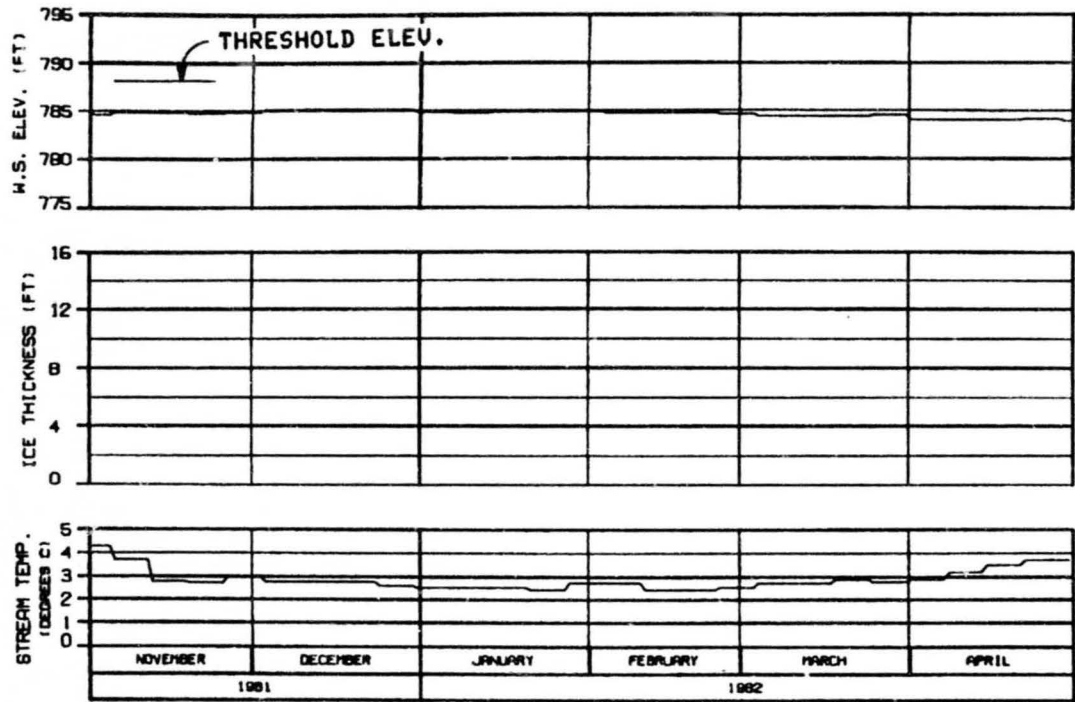 795
THRESHOLD ELEV.
790
785
780
775
W.S. ELEV. (FT)
16
12
8
4
0
ICE THICKNESS (FT)
5
4
3
2
1
0
STREAM TEMP.
(DEGREES C)
NOVEMBER DECEMBER JANUARY FEBRUARY MARCH APRIL
1981 1982